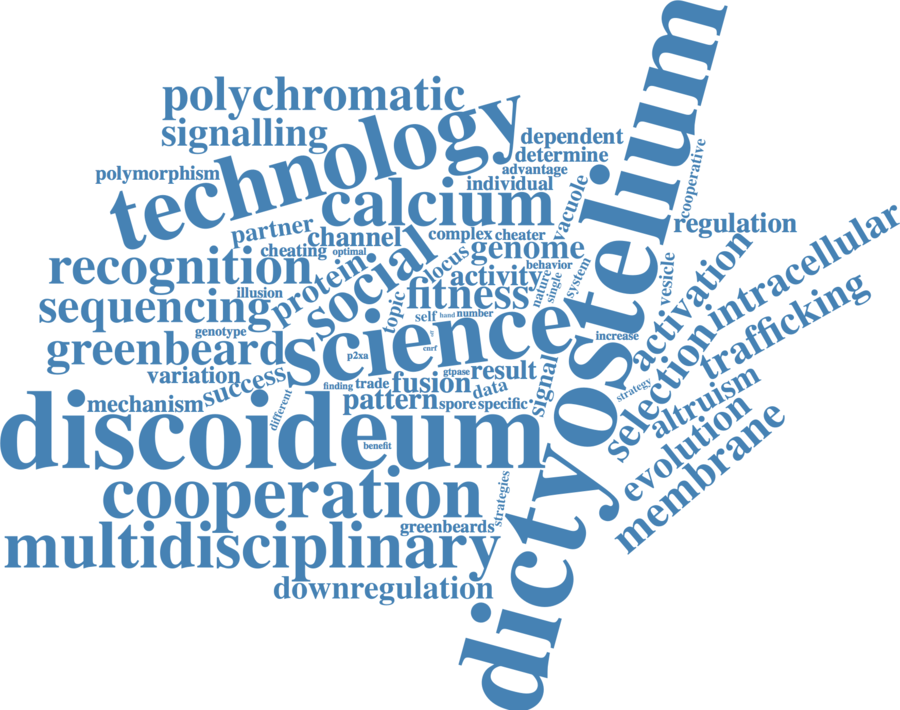 polychromatic
signalling
technology
dependent
determine
advantage
individual
polymorphism
calcium
vacuole
cooperative
dictyostelium
partner
channel
complex
cheater
regulation
cheating
optimal
recognition
protein
social
locus
genome
behavior
activity
nature
single
system
vesicle
activation
intracellular
sequencing
illusion
topic
fitness
self
hand
number
genotype
science
increase
trafficking
greenbeard
p2xa
cnrf
selection
variation
success
finding
trade
fusion
gtpase
result
data
signal
strategy
altruism
mechanism
different
pattern
spore
specific
discoideum
benefit
evolution
membrane
cooperation
strategies
greenbeards
multidisciplinary
downregulation